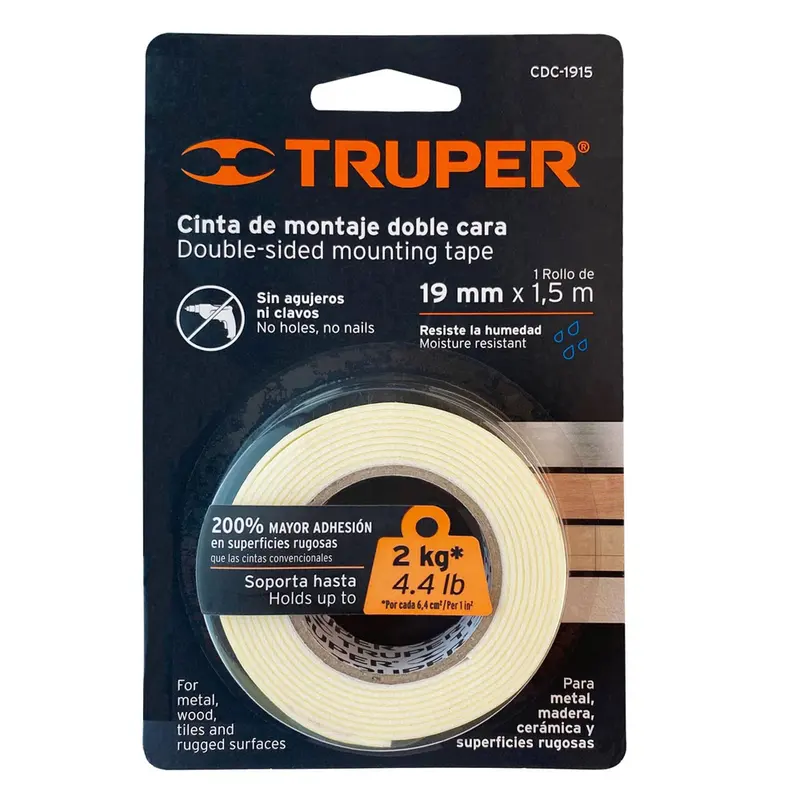 CDC-1915
TRUPER®
Cinta de montaje doble cara
Double-sided mounting tape
Sin agujeros
ni clavos
No holes, no nails
1 Rollo de
19 mm x 1,5 m
Resiste la humedad
Moisture resistant
200% MAYOR ADHESIÓN
en superficies rugosas
que las cintas convencionales
Soporta hasta
Holds up to
2 kg*
4.4 lb
*Por cada 6,4 cm²/Per 1 in²
TRUPER
For
metal,
wood,
tiles and
rugged surfaces
Para
metal,
madera,
cerámica y
superficies rugosas